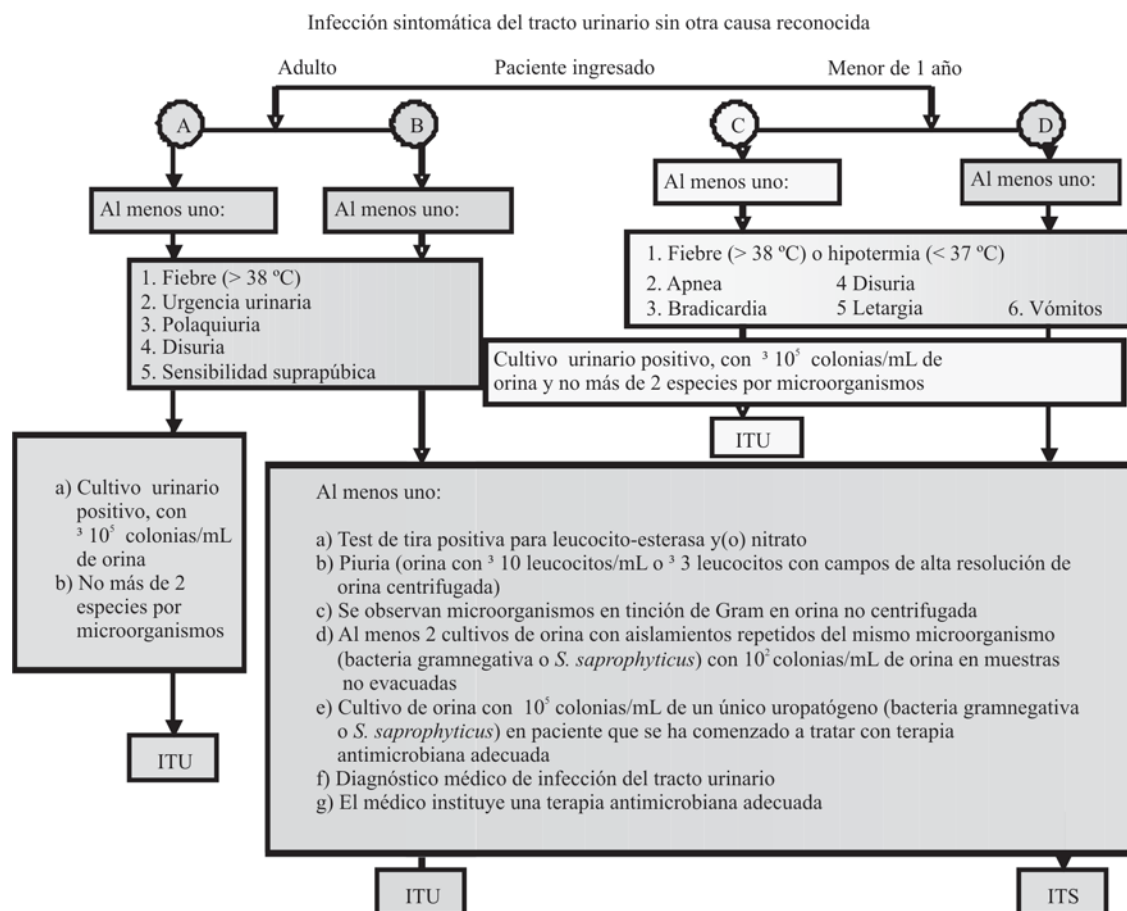 Infección sintomática del tracto urinario sin otra causa reconocida
Adulto
Paciente ingresado
Menor de 1 año
A
B
C
D
Al menos uno:
Al menos uno:
Al menos uno:
Al menos uno:
1. Fiebre (> 38 ºC)
2. Urgencia urinaria
3. Polaquiuria
4. Disuria
5. Sensibilidad suprapúbica
1. Fiebre (> 38 ºC) o hipotermia (< 37 ºC)
2. Apnea 4 Disuria
3. Bradicardia 5 Letargia 6. Vómitos
Cultivo urinario positivo, con ³ 10⁵ colonias/mL de
orina y no más de 2 especies por microorganismos
ITU
a) Cultivo urinario
positivo, con
³ 10⁵ colonias/mL
de orina
b) No más de 2
especies por
microorganismos
ITU
Al menos uno:
a) Test de tira positiva para leucocito-esterasa y(o) nitrato
b) Piuria (orina con ³ 10 leucocitos/mL o ³ 3 leucocitos con campos de alta resolución de
orina centrifugada)
c) Se observan microorganismos en tinción de Gram en orina no centrifugada
d) Al menos 2 cultivos de orina con aislamientos repetidos del mismo microorganismo
(bacteria gramnegativa o S. saprophyticus) con 10² colonias/mL de orina en muestras
no evacuadas
e) Cultivo de orina con 10⁵ colonias/mL de un único uropatógeno (bacteria gramnegativa
o S. saprophyticus) en paciente que se ha comenzado a tratar con terapia
antimicrobiana adecuada
f) Diagnóstico médico de infección del tracto urinario
g) El médico instituye una terapia antimicrobiana adecuada
ITU
ITS